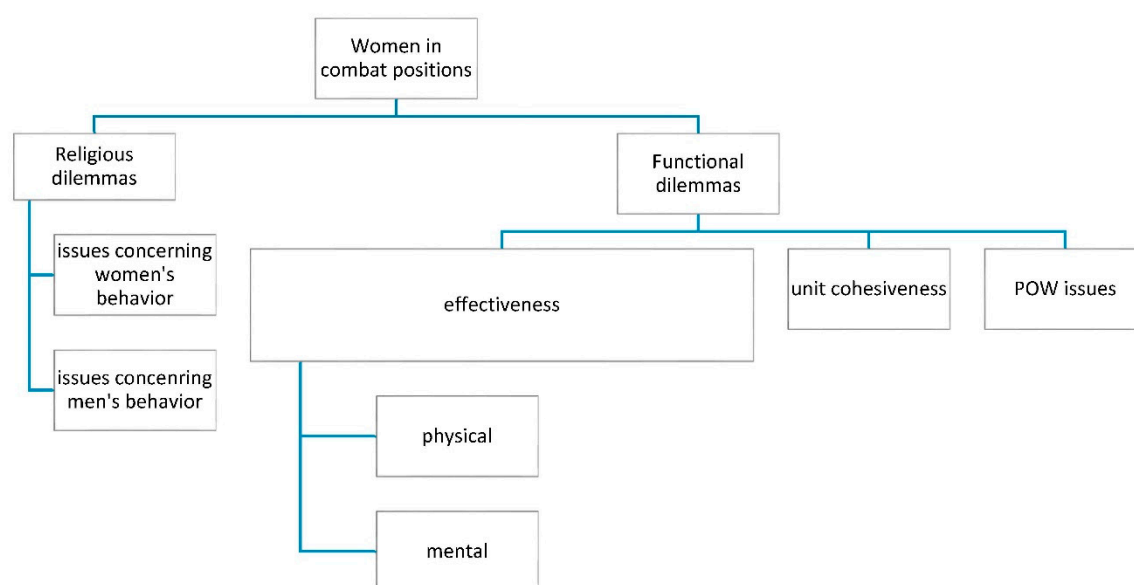 Women in
combat positions
Religious
dilemmas
Functional
dilemmas
issues concerning
women's
behavior
issues concenring
men's behavior
effectiveness
unit cohesiveness
POW issues
physical
mental